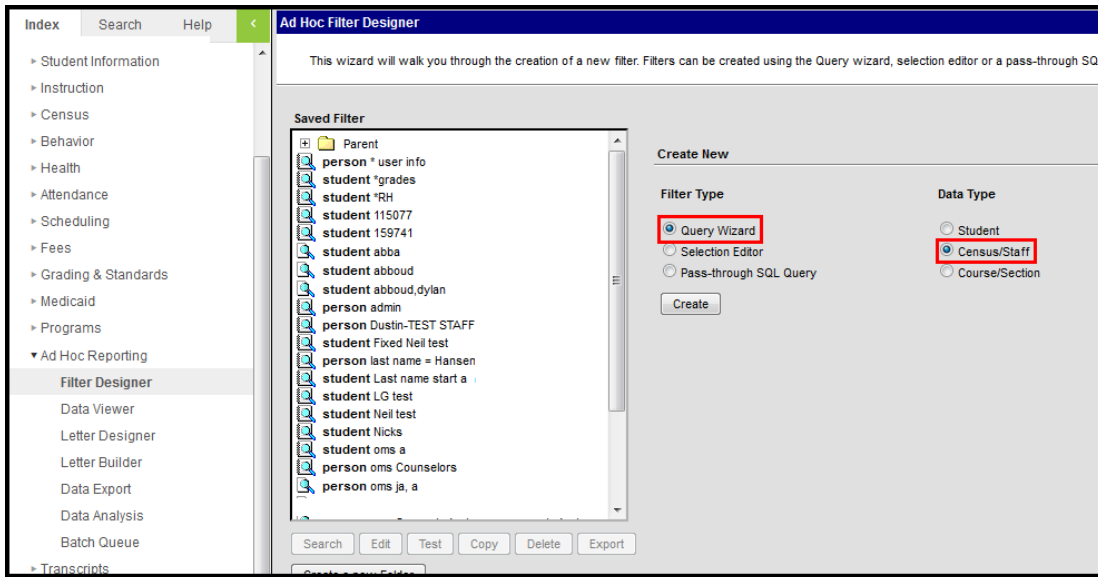 Index Search Help <
Student Information
Instruction
Census
Behavior
Health
Attendance
Scheduling
Fees
Grading & Standards
Medicaid
Programs
Ad Hoc Reporting
Filter Designer
Data Viewer
Letter Designer
Letter Builder
Data Export
Data Analysis
Batch Queue
Transcripts
Ad Hoc Filter Designer
This wizard will walk you through the creation of a new filter. Filters can be created using the Query wizard, selection editor or a pass-through SQ
Saved Filter
Parent
person * user info
student *grades
student *RH
student 115077
student 159741
student abba
student abboud
student abboud,dylan
person admin
person Dustin-TEST STAFF
student Fixed Neil test
person last name = Hansen
student Last name start a
student LG test
student Neil test
student Nicks
student oms a
person oms Counselors
person oms ja, a
Search Edit Test Copy Delete Export
Create a new Folder
Create New
Filter Type
Query Wizard
Selection Editor
Pass-through SQL Query
Create
Data Type
Student
Census/Staff
Course/Section